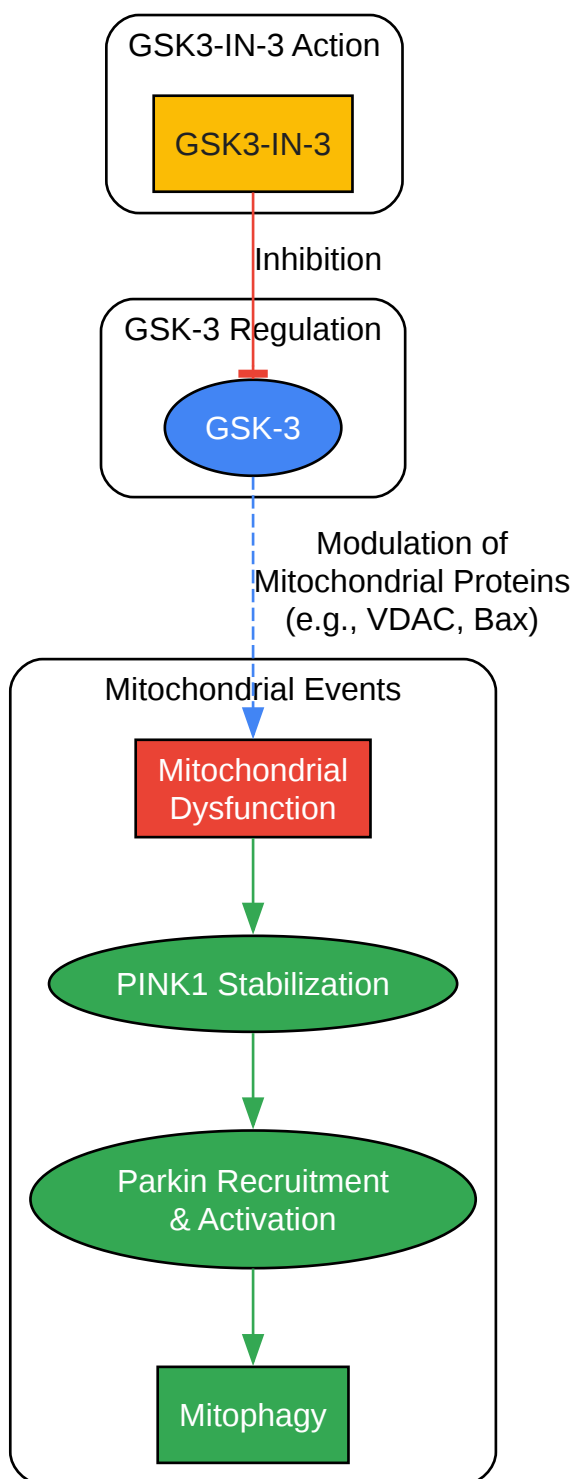 GSK3-IN-3 Action
GSK3-IN-3
Inhibition
GSK-3 Regulation
GSK-3
Modulation of
Mitochondrial Proteins
(e.g., VDAC, Bax)
Mitochondrial Events
Mitochondrial
Dysfunction
PINK1 Stabilization
Parkin Recruitment
& Activation
Mitophagy